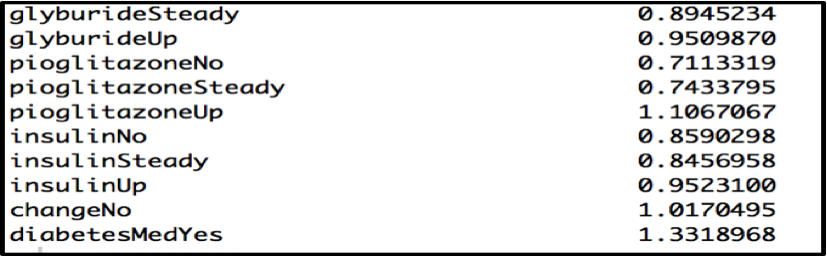 glyburideSteady 0.8945234
glyburideUp 0.9509870
pioglitazoneNo 0.7113319
pioglitazoneSteady 0.7433795
pioglitazoneUp 1.1067067
insulinNo 0.8590298
insulinSteady 0.8456958
insulinUp 0.9523100
changeNo 1.0170495
diabetesMedYes 1.3318968